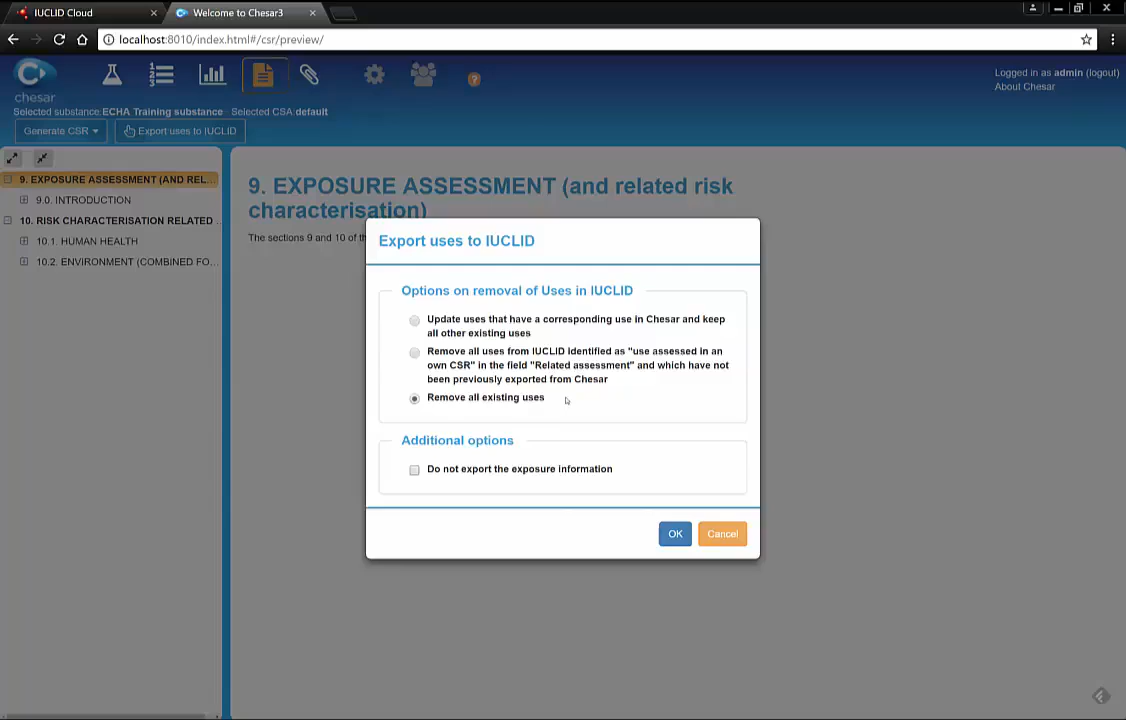 IUCLID Cloud
Welcome to Chesar3
localhost:8010/index.html#/csr/preview/
chesar
Logged in as admin (logout)
About Chesar
Selected substance:ECHA Training substance Selected CSA:default
Generate CSR
Export uses to IUCLID
9. EXPOSURE ASSESSMENT (AND REL...
9.0. INTRODUCTION
10. RISK CHARACTERISATION RELATED ...
10.1. HUMAN HEALTH
10.2. ENVIRONMENT (COMBINED FO...
9. EXPOSURE ASSESSMENT (and related risk
characterisation)
The sections 9 and 10 of th
Export uses to IUCLID
Options on removal of Uses in IUCLID
Update uses that have a corresponding use in Chesar and keep
all other existing uses
Remove all uses from IUCLID identified as "use assessed in an
own CSR" in the field "Related assessment" and which have not
been previously exported from Chesar
Remove all existing uses
Additional options
Do not export the exposure information
OK
Cancel